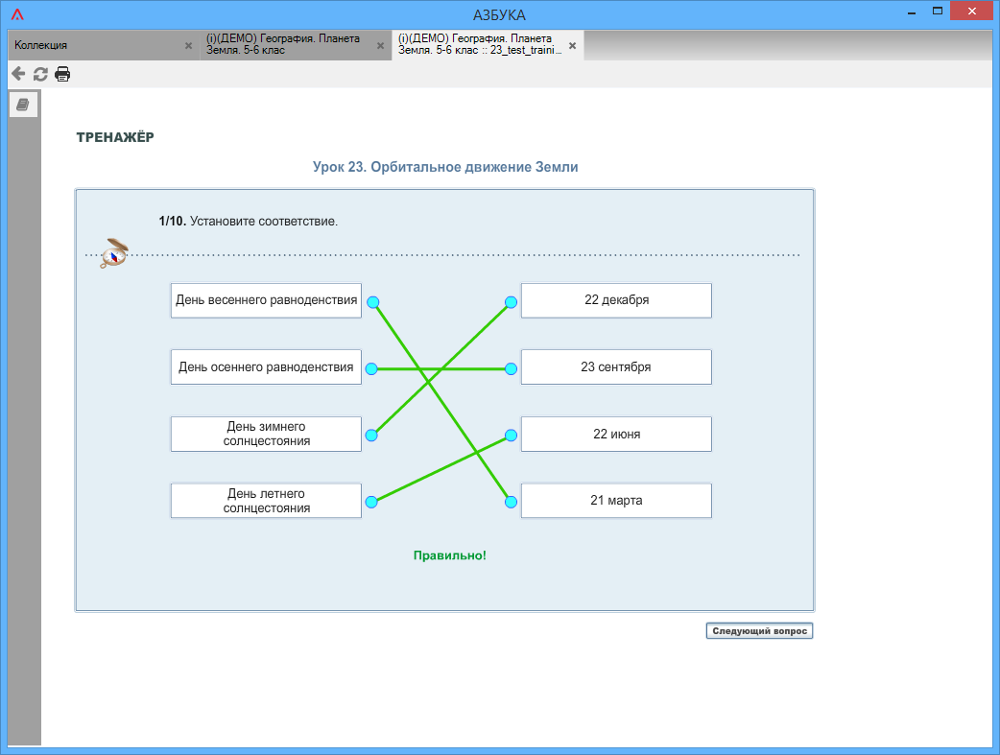 АЗБУКА
Коллекция
(i)(ДЕМО) География. Планета
Земля. 5-6 клас
(i)(ДЕМО) География. Планета
Земля. 5-6 клас :: 23_test_traini...
ТРЕНАЖЁР
Урок 23. Орбитальное движение Земли
1/10. Установите соответствие.
День весеннего равноденствия
22 декабря
День осеннего равноденствия
23 сентября
День зимнего
солнцестояния
22 июня
День летнего
солнцестояния
21 марта
Правильно!
Следующий вопрос